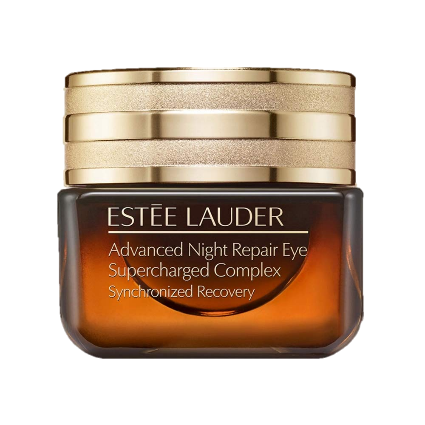 ESTĒE LAUDER
Advanced Night Repair Eye
Supercharged Complex
Synchronized Recovery